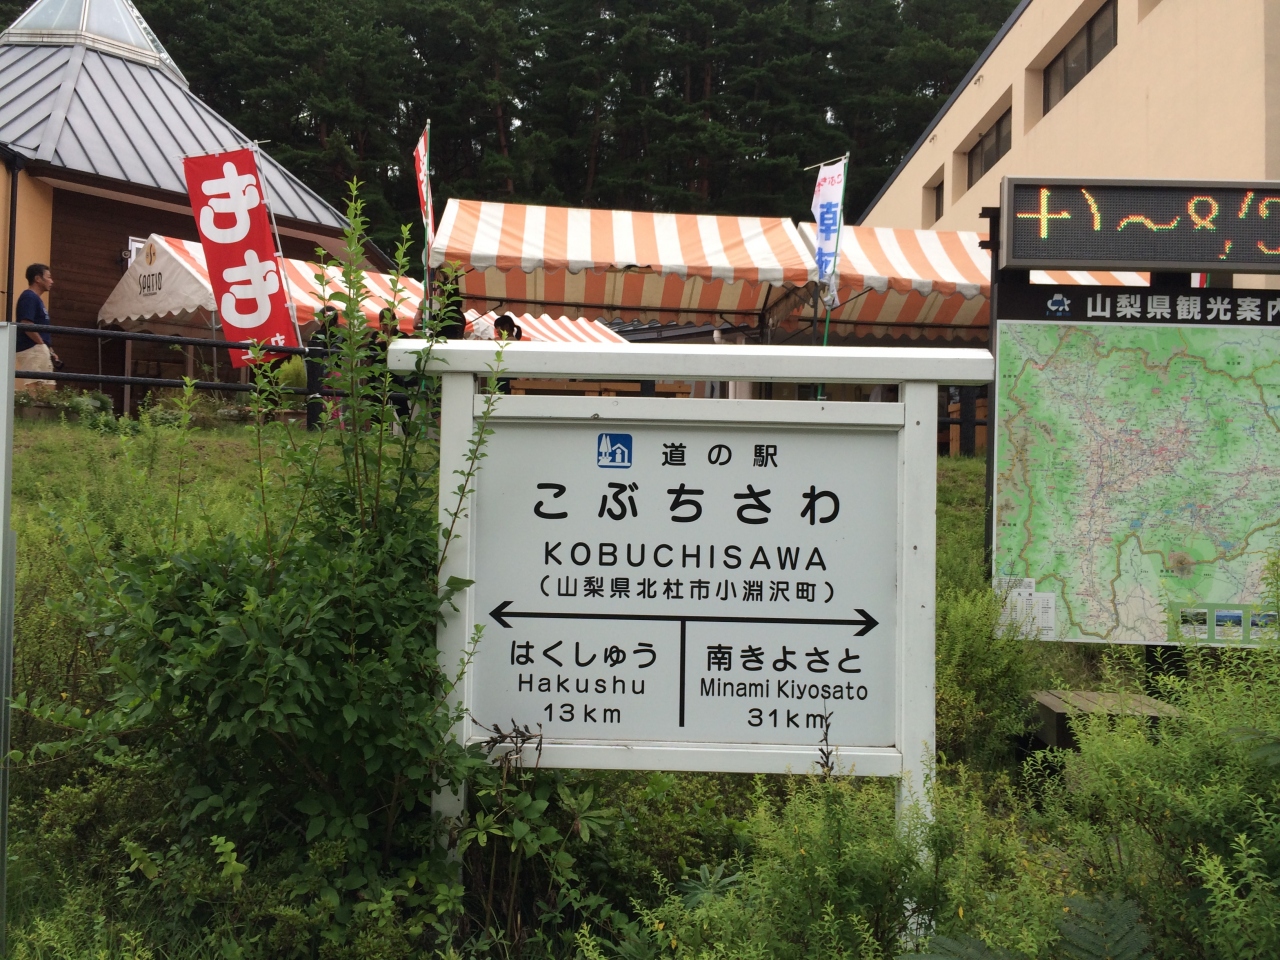 SPATIO
道の駅
こぶちさわ
KOBUCHISAWA
(山梨県北杜市小淵沢町)
はくしゅう
Hakushu
13km
南きよさと
Minami Kiyosato
31km
山梨県観光案内